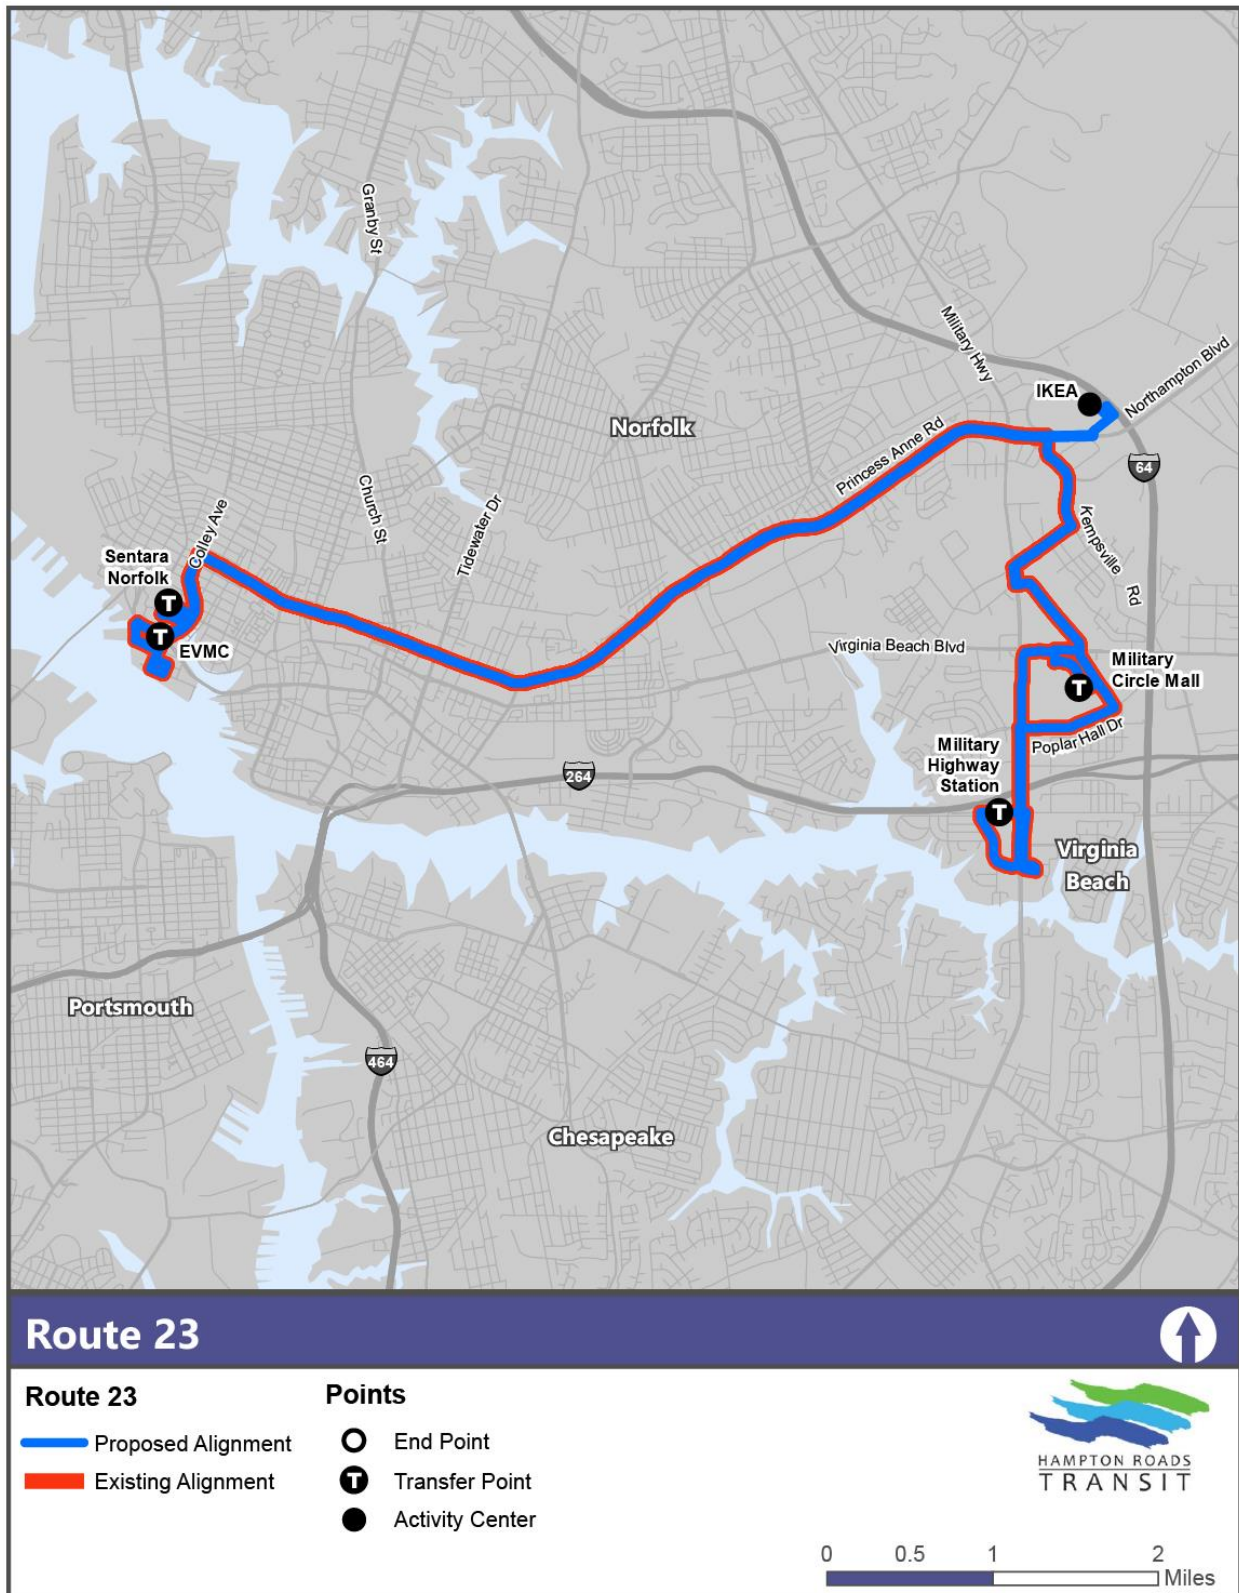 Granby St
Military Hwy
IKEA
Northampton Blvd
Norfolk
Princess Anne Rd
64
Church St
Tidewater Dr
Colley Ave
Kempsville
Rd
Sentara
Norfolk
T
T
EVMC
Virginia Beach Blvd
Military
Circle Mall
T
Poplar Hall Dr
Military
Highway
Station
T
264
Virginia
Beach
Portsmouth
464
Chesapeake
Route 23
Route 23
Proposed Alignment
Existing Alignment
Points
End Point
T Transfer Point
Activity Center
HAMPTON ROADS
TRANSIT
0 0.5 1 2
Miles